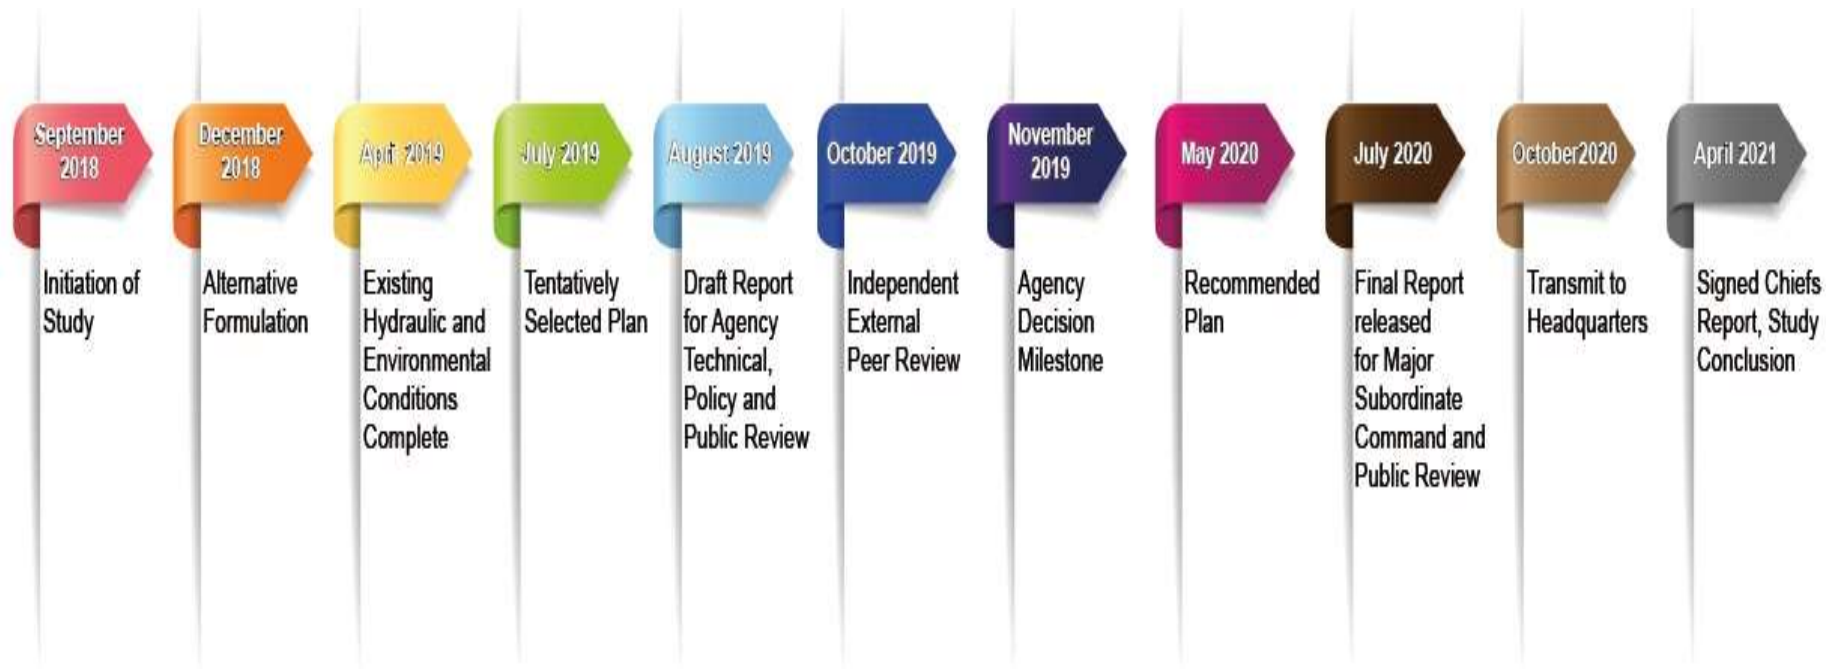 September
2018
Initiation of
Study
December
2018
Alternative
Formulation
April 2019
Existing
Hydraulic and
Environmental
Conditions
Complete
July 2019
Tentatively
Selected Plan
August 2019
Draft Report
for Agency
Technical,
Policy and
Public Review
October 2019
Independent
External
Peer Review
November
2019
Agency
Decision
Milestone
May 2020
Recommended
Plan
July 2020
Final Report
released
for Major
Subordinate
Command and
Public Review
October2020
Transmit to
Headquarters
April 2021
Signed Chiefs
Report, Study
Conclusion